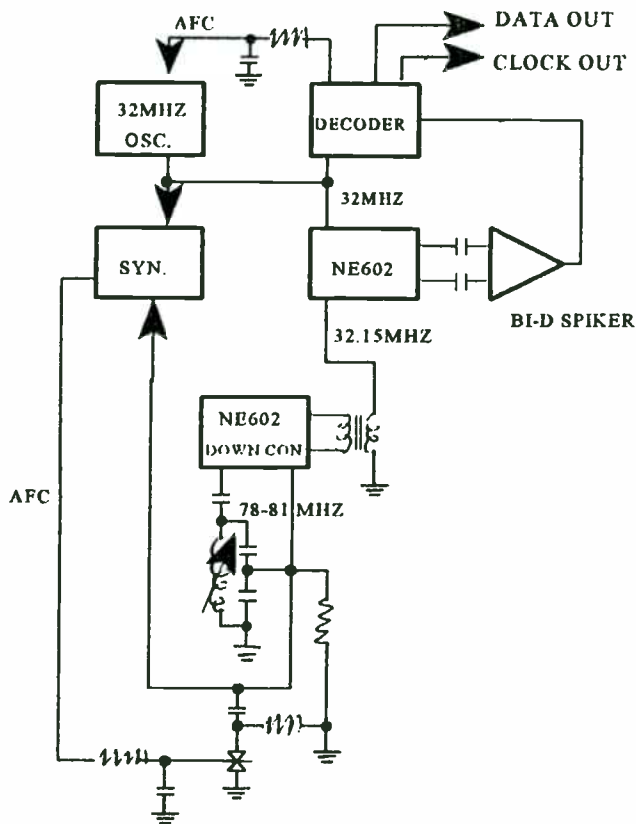 AFC
DATA OUT
CLOCK OUT
32MHZ
OSC.
DECODER
32MHZ
SYN.
NE602
BI-D SPIKER
32.15MHZ
NE602
DOWN CON
AFC
78-81 MHZ